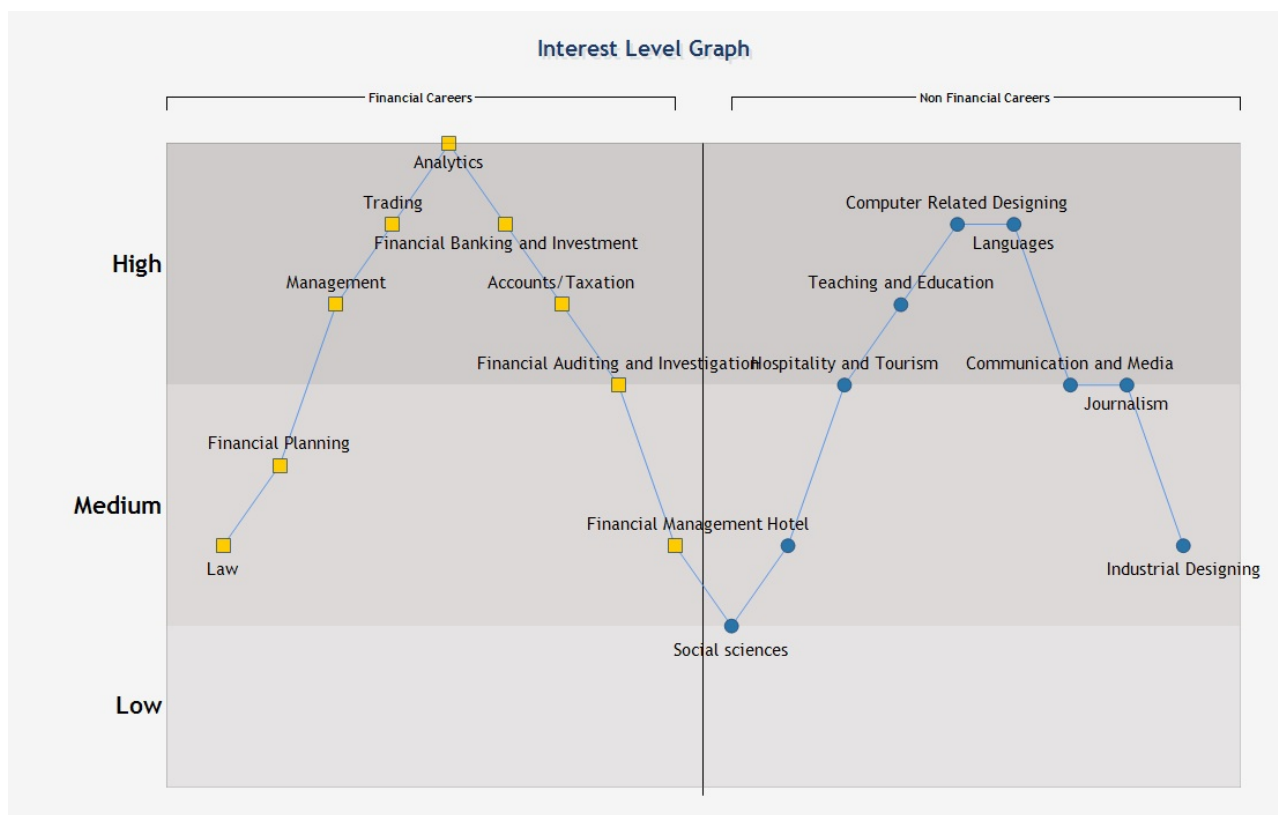 Interest Level Graph
Financial Careers
Non Financial Careers
Analytics
Trading
Computer Related Designing
Financial Banking and Investment
Languages
High
Management
Accounts/Taxation
Teaching and Education
Financial Auditing and Investigation
Hospitality and Tourism
Communication and Media
Journalism
Financial Planning
Medium
Financial Management
Hotel
Law
Industrial Designing
Social sciences
Low